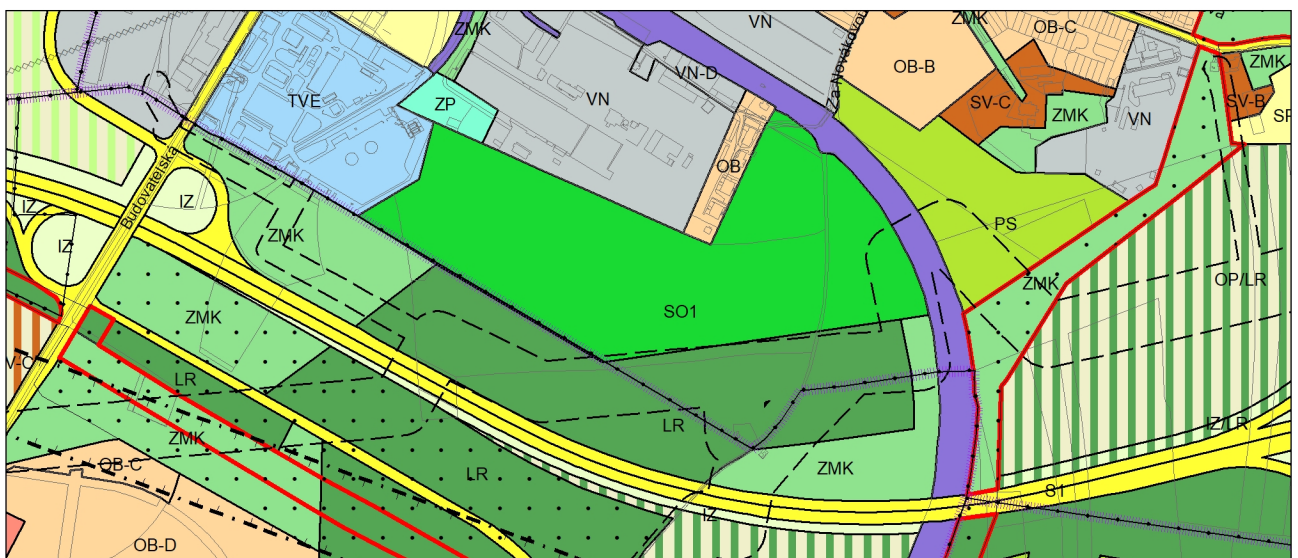 VN
ZMK
OB-C
ZMK
ZMK
OB-B
VN-D
Za Novákovou
TVE
ZP
VN
SV-C
ZMK
VN
SV-B
OB
IZ
IZ
Budovatelská
IZ
ZMK
PS
ZMK
OP/LR
SO1
ZMK
LR
LR
IZ/LR
ZMK
OB-C
LR
ZMK
S1
IZ
OB-D